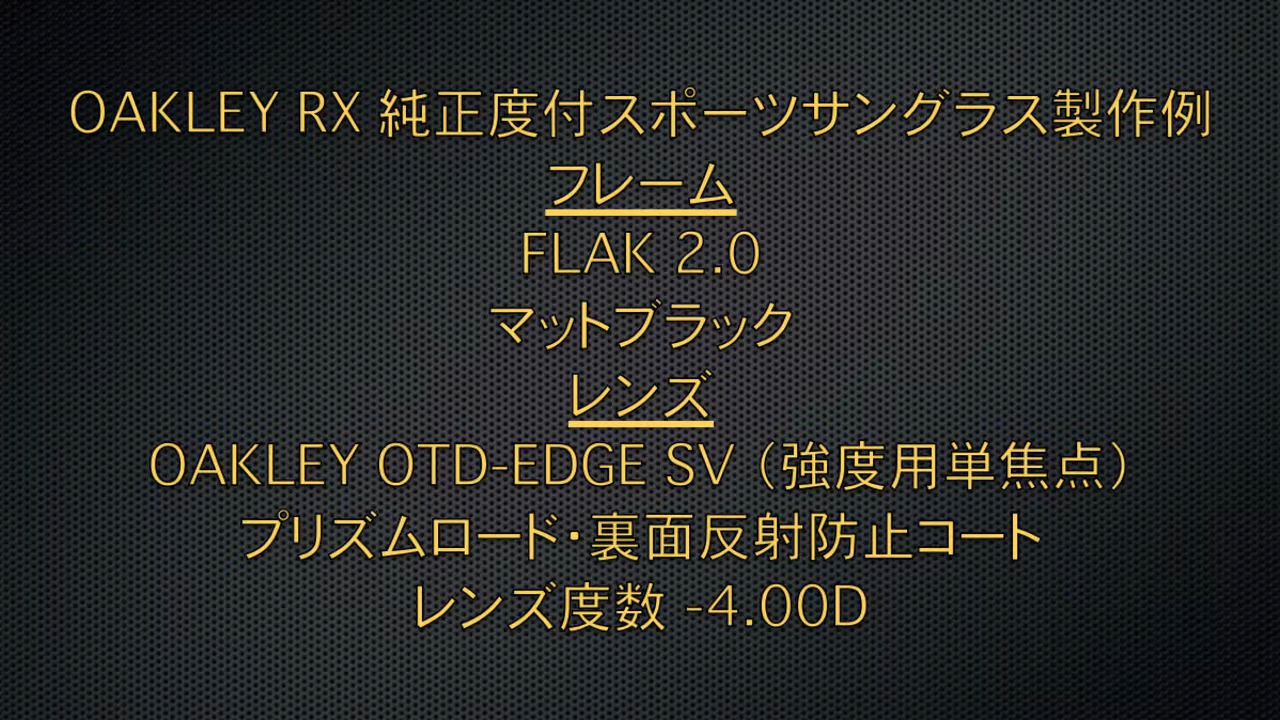 OAKLEY RX 純正度付スポーツサングラス製作例
フレーム
FLAK 2.0
マットブラック
レンズ
OAKLEY OTD-EDGE SV（強度用単焦点）
プリズムロード・裏面反射防止コート
レンズ度数 -4.00D